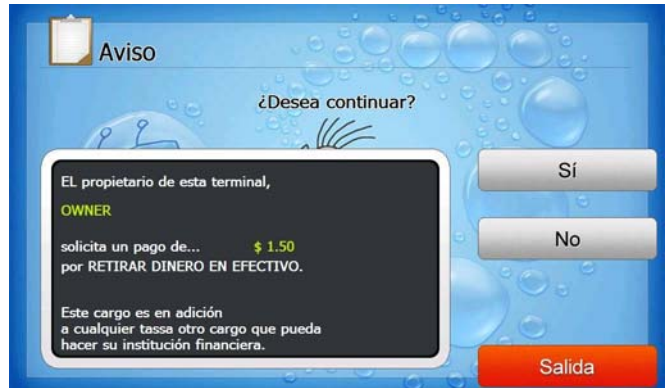 Aviso
¿Desea continuar?
EL propietario de esta terminal,
OWNER
solicita un pago de... $ 1.50
por RETIRAR DINERO EN EFECTIVO.
Este cargo es en adición
a cualquier tassa otro cargo que pueda
hacer su institución financiera.
Sí
No
Salida